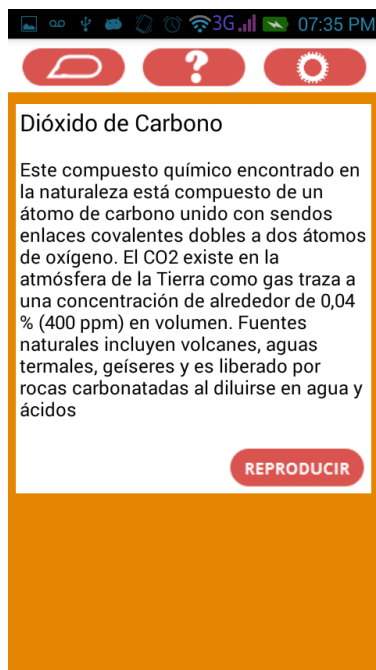 3G 07:35 PM
?
Dióxido de Carbono
Este compuesto químico encontrado en
la naturaleza está compuesto de un
átomo de carbono unido con sendos
enlaces covalentes dobles a dos átomos
de oxígeno. El CO2 existe en la
atmósfera de la Tierra como gas traza a
una concentración de alrededor de 0,04
% (400 ppm) en volumen. Fuentes
naturales incluyen volcanes, aguas
termales, geíseres y es liberado por
rocas carbonatadas al diluirse en agua y
ácidos
REPRODUCIR